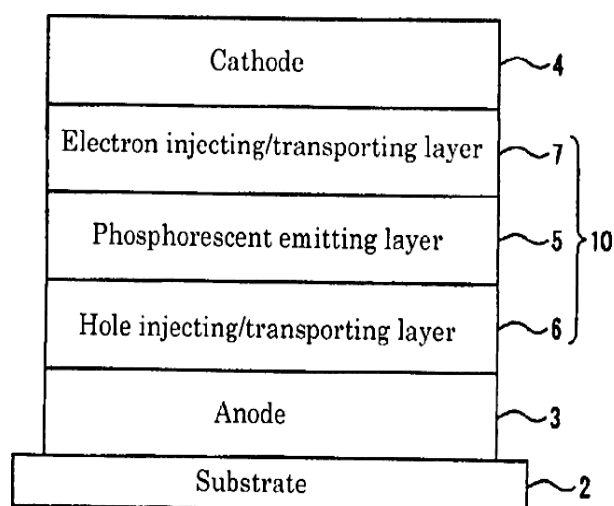 Cathode 4
Electron injecting/transporting layer 7
Phosphorescent emitting layer 5 10
Hole injecting/transporting layer 6
Anode 3
Substrate 2